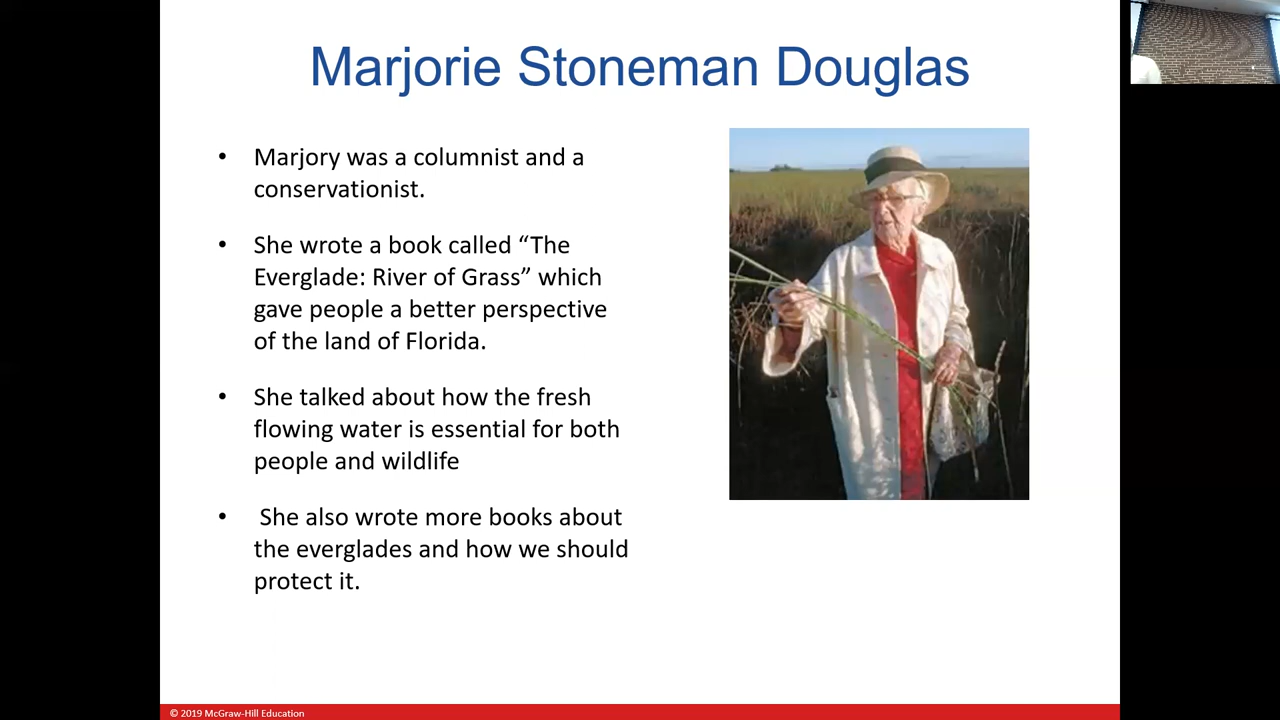 Marjorie Stoneman Douglas
• Marjory was a columnist and a
conservationist.
• She wrote a book called “The
Everglade: River of Grass” which
gave people a better perspective
of the land of Florida.
• She talked about how the fresh
flowing water is essential for both
people and wildlife
• She also wrote more books about
the everglades and how we should
protect it.
© 2019 McGraw-Hill Education